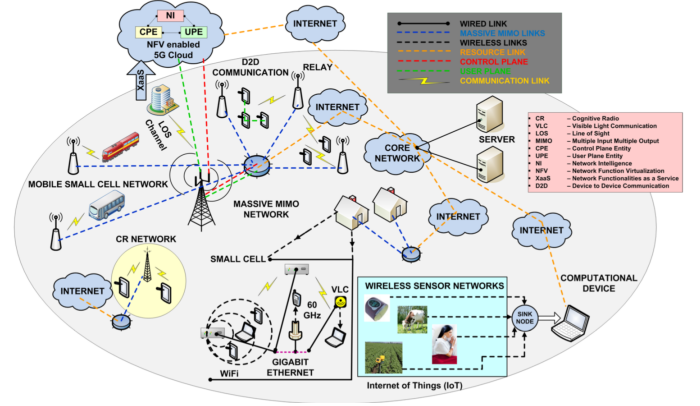 NI
CPE
UPE
NFV enabled
5G Cloud
XaaS
INTERNET
WIRED LINK
MASSIVE MIMO LINKS
WIRELESS LINKS
RESOURCE LINK
CONTROL PLANE
USER PLANE
COMMUNICATION LINK
D2D
COMMUNICATION
RELAY
INTERNET
LOS
Channel
CORE
NETWORK
SERVER
CR – Cognitive Radio
VLC – Visible Light Communication
LOS – Line of Sight
MIMO – Multiple Input Multiple Output
CPE – Control Plane Entity
UPE – User Plane Entity
NI – Network Intelligence
NFV – Network Function Virtualization
XaaS – Network Functionalities as a Service
D2D – Device to Device Communication
MOBILE SMALL CELL NETWORK
MASSIVE MIMO
NETWORK
INTERNET
INTERNET
CR NETWORK
INTERNET
SMALL CELL
VLC
60
GHz
WiFi
GIGABIT
ETHERNET
WIRELESS SENSOR NETWORKS
SINK
NODE
COMPUTATIONAL
DEVICE
Internet of Things (IoT)